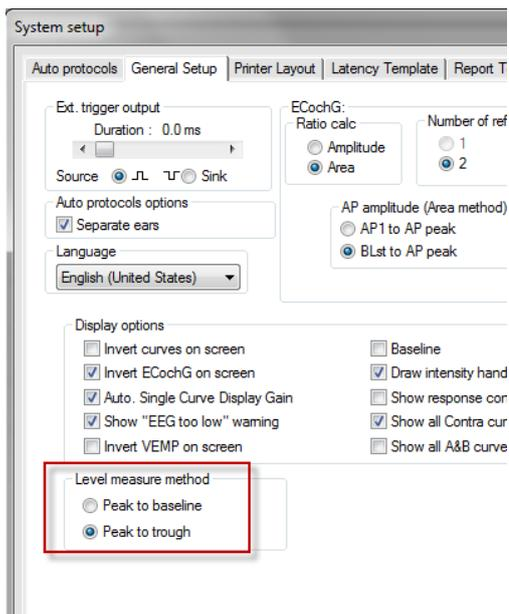 System setup
Auto protocols General Setup Printer Layout Latency Template Report T
Ext. trigger output
Duration : 0.0 ms
Source Sink
Auto protocols options
Separate ears
Language
English (United States)
ECochG:
Ratio calc
Amplitude
Area
Number of ref
1
2
AP amplitude (Area method)
AP1 to AP peak
BLst to AP peak
Display options
Invert curves on screen
Invert ECochG on screen
Auto. Single Curve Display Gain
Show "EEG too low" warning
Invert VEMP on screen
Baseline
Draw intensity hand
Show response con
Show all Contra cur
Show all A&B curve
Level measure method
Peak to baseline
Peak to trough